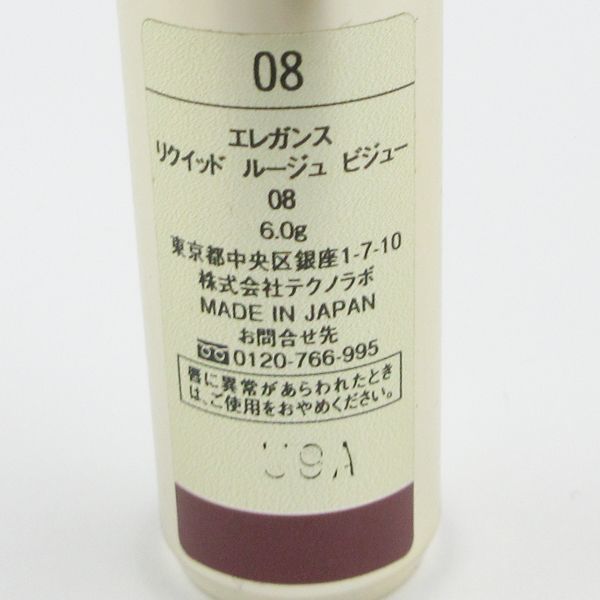 08
エレガンス
リクイッド ルージュ ビジュー
08
6.0g
東京都中央区銀座1-7-10
株式会社テクノラボ
MADE IN JAPAN
お問合せ先
0120-766-995
唇に異常があらわれたとき
は、ご使用をおやめください。